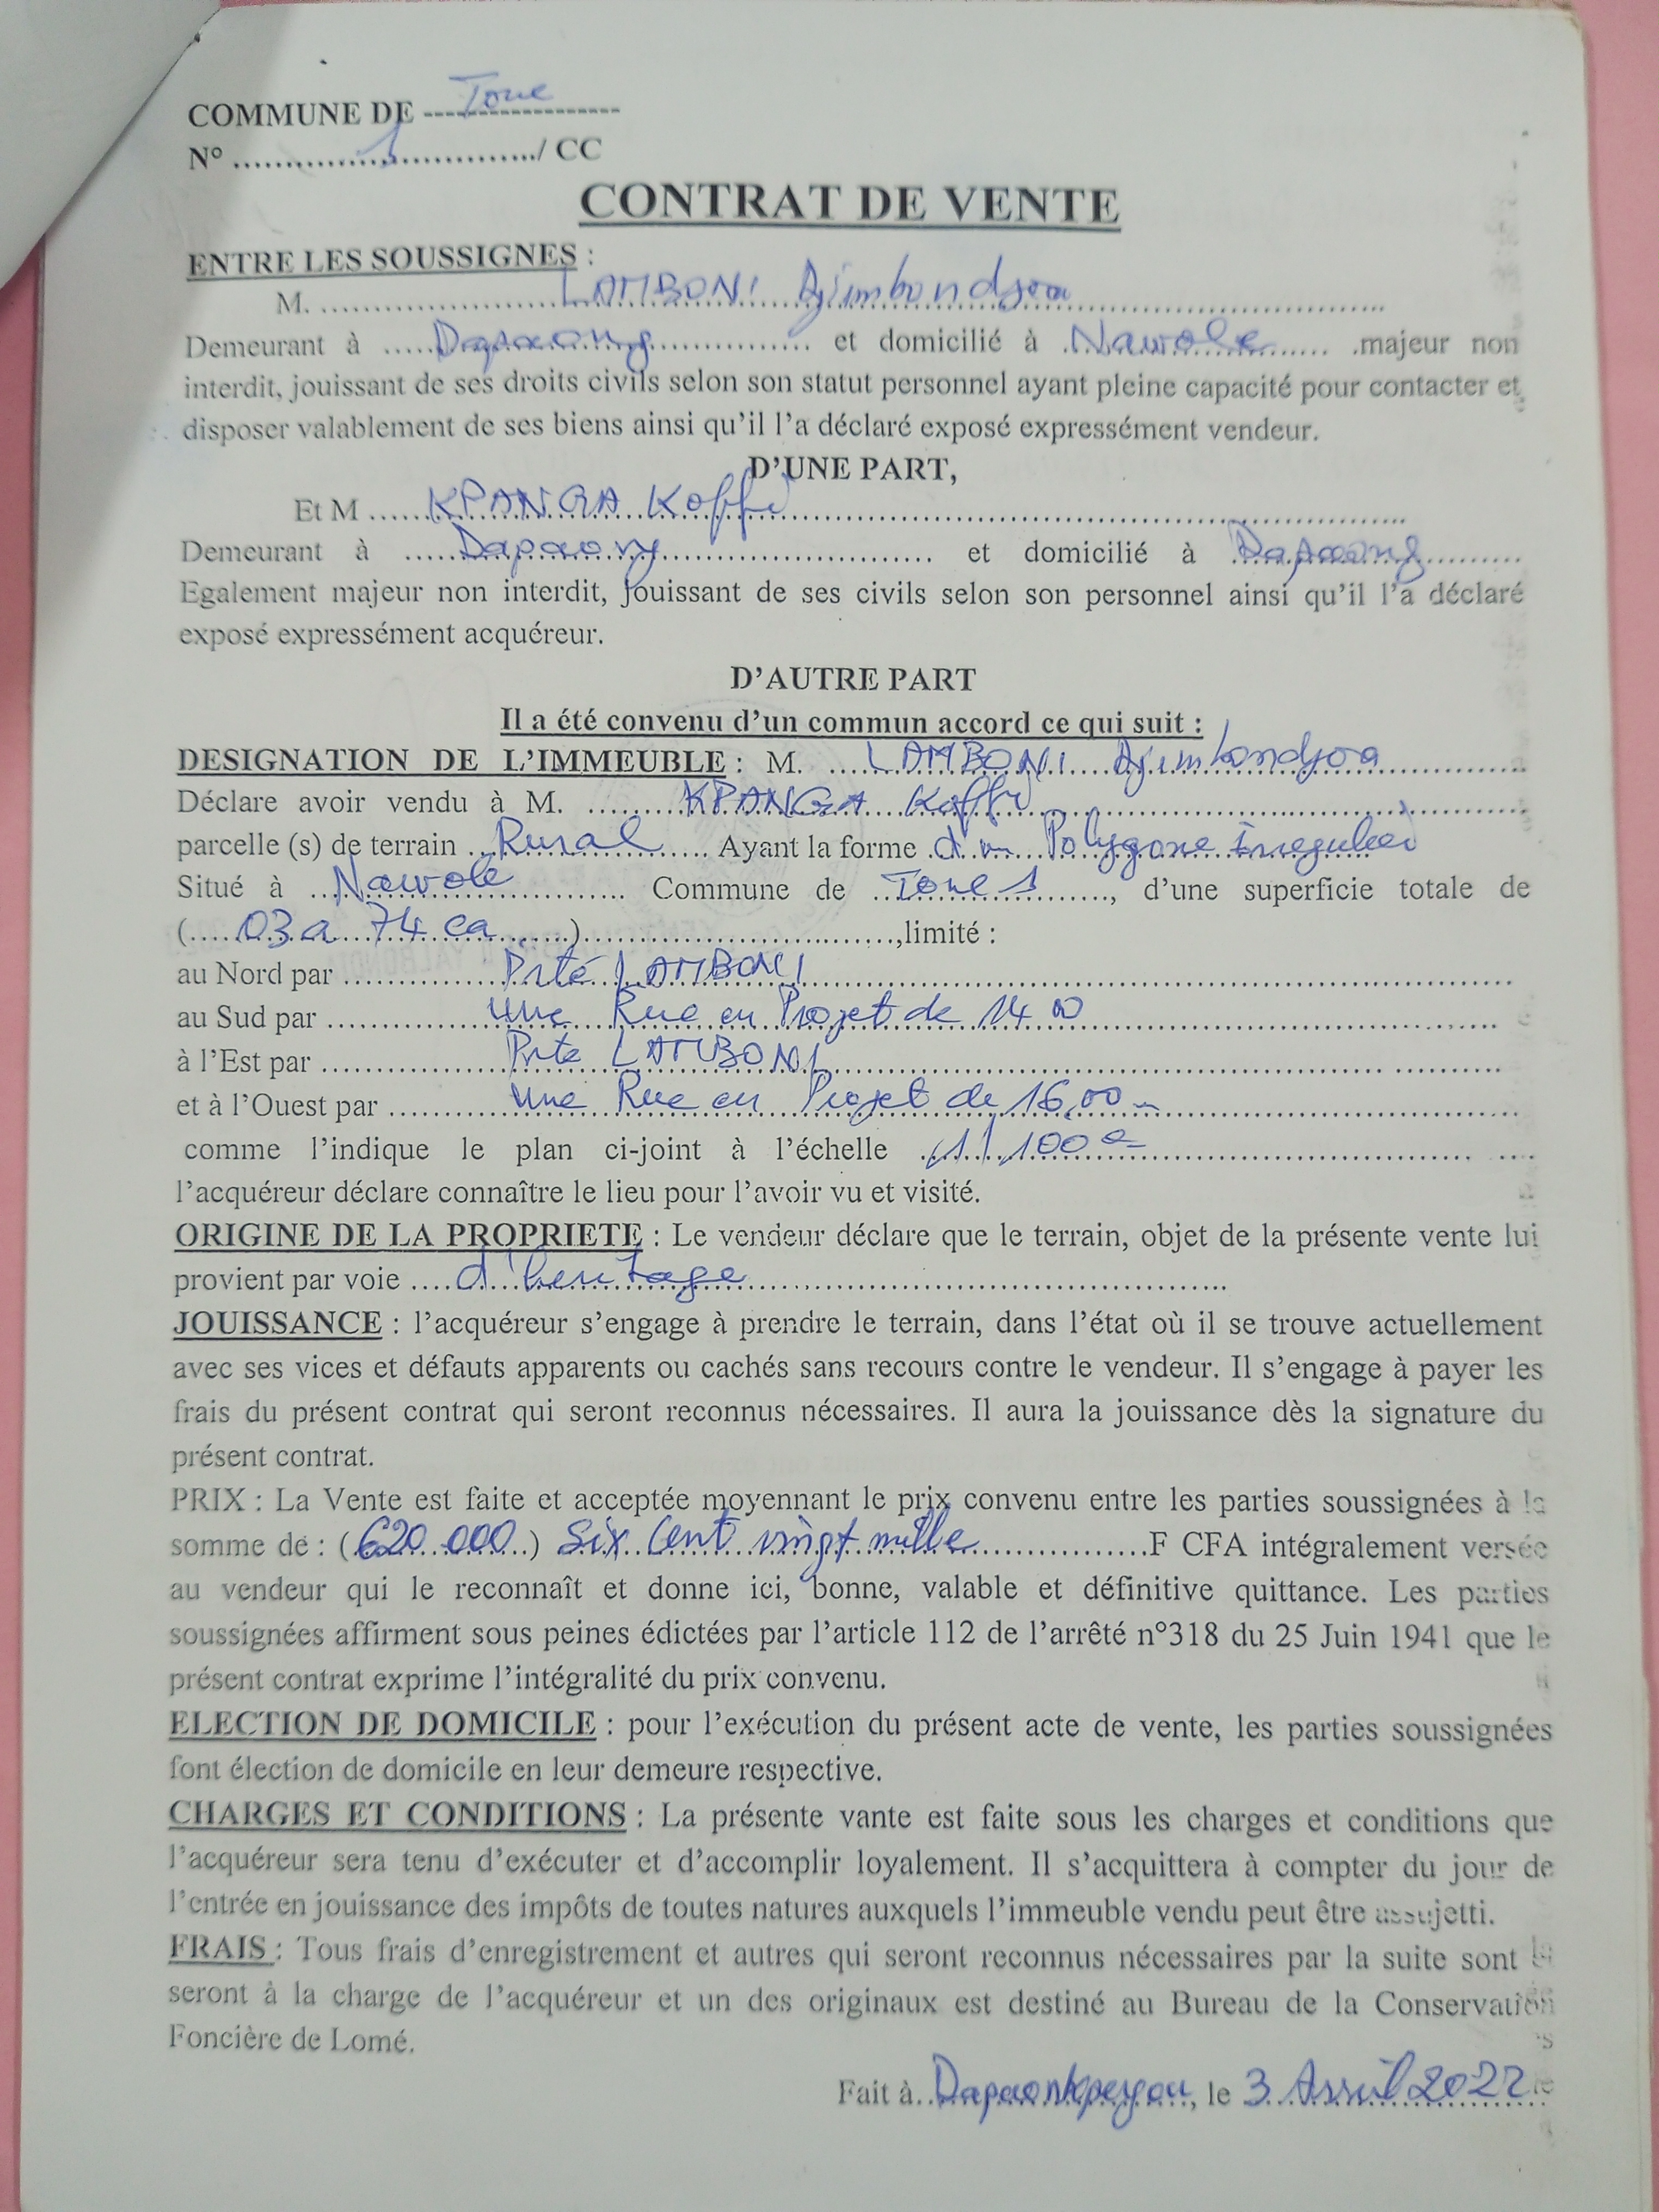 COMMUNE DE Tone
N° ........1........../ CC
CONTRAT DE VENTE
ENTRE LES SOUSSIGNES :
M. LAMBONI Djimbondjoa
Demeurant à Dapaong et domicilié à Nawole .majeur non
interdit, jouissant de ses droits civils selon son statut personnel ayant pleine capacité pour contacter et
disposer valablement de ses biens ainsi qu'il l'a déclaré exposé expressément vendeur.
D'UNE PART,
Et M KPANGA Koffi
Demeurant à Dapaong et domicilié à Dapaong
Egalement majeur non interdit, jouissant de ses civils selon son personnel ainsi qu'il l'a déclaré
exposé expressément acquéreur.
D'AUTRE PART
Il a été convenu d'un commun accord ce qui suit :
DESIGNATION DE L'IMMEUBLE : M. LAMBONI Djimbondjoa
Déclare avoir vendu à M. KPANGA Koffi
parcelle (s) de terrain Rural Ayant la forme d'un Polygone irregulier
Situé à Nawole Commune de Tone 1, d'une superficie totale de
(03 a 74 ca),limité :
au Nord par Prté LAMBONI
au Sud par une Rue en Projet de 14
à l'Est par Prte LAMBONI
et à l'Ouest par une Rue en Projet de 16,00
comme l'indique le plan ci-joint à l'échelle
l'acquéreur déclare connaître le lieu pour l'avoir vu et visité.
ORIGINE DE LA PROPRIETE : Le vendeur déclare que le terrain, objet de la présente vente lui
provient par voie d'heritage
JOUISSANCE : l'acquéreur s'engage à prendre le terrain, dans l'état où il se trouve actuellement
avec ses vices et défauts apparents ou cachés sans recours contre le vendeur. Il s'engage à payer les
frais du présent contrat qui seront reconnus nécessaires. Il aura la jouissance dès la signature du
présent contrat.
PRIX : La Vente est faite et acceptée moyennant le prix convenu entre les parties soussignées à la
somme de : (620 000) Six Cent vingt mille F CFA intégralement versée
au vendeur qui le reconnaît et donne ici, bonne, valable et définitive quittance. Les parties
soussignées affirment sous peines édictées par l'article 112 de l'arrêté n°318 du 25 Juin 1941 que le
présent contrat exprime l'intégralité du prix convenu.
ELECTION DE DOMICILE : pour l'exécution du présent acte de vente, les parties soussignées
font élection de domicile en leur demeure respective.
CHARGES ET CONDITIONS : La présente vante est faite sous les charges et conditions que
l'acquéreur sera tenu d'exécuter et d'accomplir loyalement. Il s'acquittera à compter du jour de
l'entrée en jouissance des impôts de toutes natures auxquels l'immeuble vendu peut être assujetti.
FRAIS : Tous frais d'enregistrement et autres qui seront reconnus nécessaires par la suite sont
seront à la charge de l'acquéreur et un des originaux est destiné au Bureau de la Conservation
Foncière de Lomé.
Fait à, le 3 Avril 2022